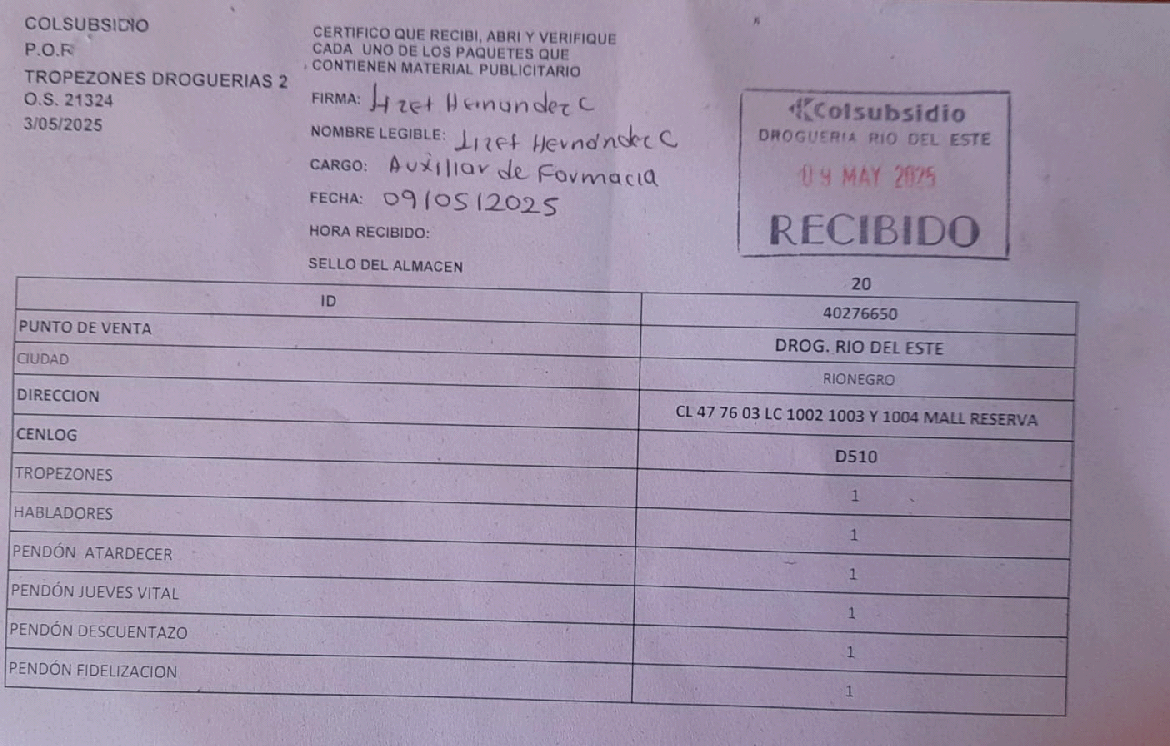 COLSUBSIDIO
P.O.R
TROPEZONES DROGUERIAS 2
O.S. 21324
3/05/2025
CERTIFICO QUE RECIBI, ABRI Y VERIFIQUE
CADA UNO DE LOS PAQUETES QUE
CONTIENEN MATERIAL PUBLICITARIO
FIRMA: Lizet Hernandez C
NOMBRE LEGIBLE: Lizet Hernández C
CARGO: Auxiliar de Farmacia
FECHA: 09/05/2025
HORA RECIBIDO:
SELLO DEL ALMACEN
Colsubsidio
DROGUERIA RIO DEL ESTE
09 MAY 2025
RECIBIDO
20
ID 40276650
PUNTO DE VENTA DROG. RIO DEL ESTE
CIUDAD RIONEGRO
DIRECCION CL 47 76 03 LC 1002 1003 Y 1004 MALL RESERVA
CENLOG D510
TROPEZONES 1
HABLADORES 1
PENDÓN ATARDECER 1
PENDÓN JUEVES VITAL 1
PENDÓN DESCUENTAZO 1
PENDÓN FIDELIZACION 1